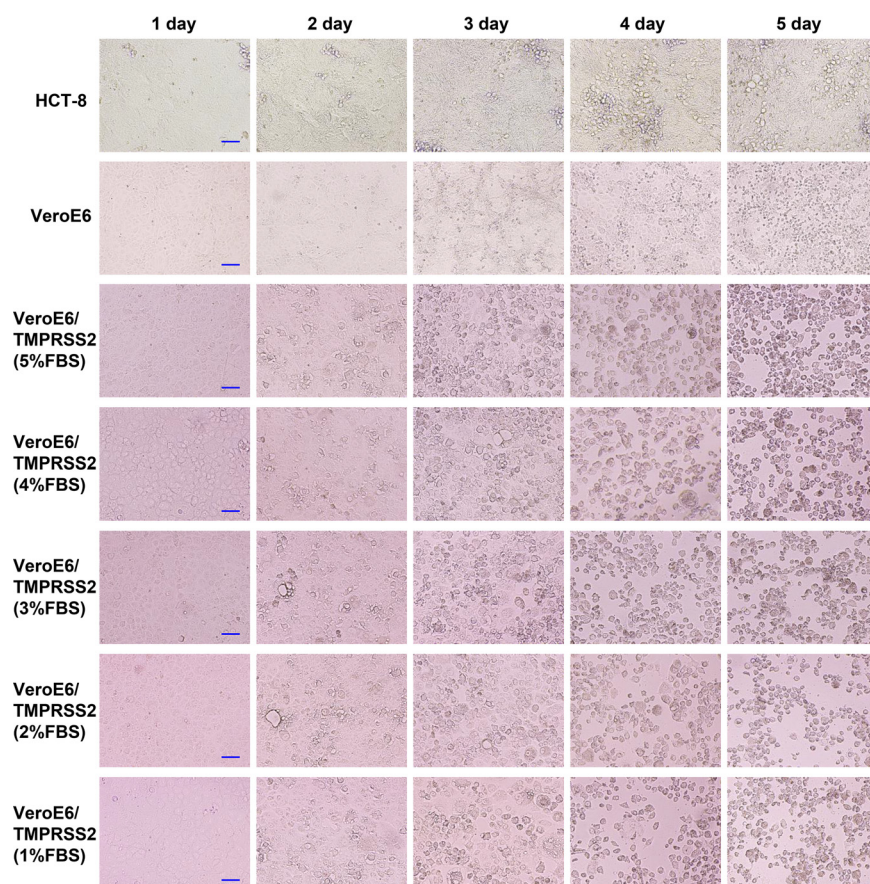 1 day 2 day 3 day 4 day 5 day
HCT-8
VeroE6
VeroE6/
TMPRSS2
(5%FBS)
VeroE6/
TMPRSS2
(4%FBS)
VeroE6/
TMPRSS2
(3%FBS)
VeroE6/
TMPRSS2
(2%FBS)
VeroE6/
TMPRSS2
(1%FBS)